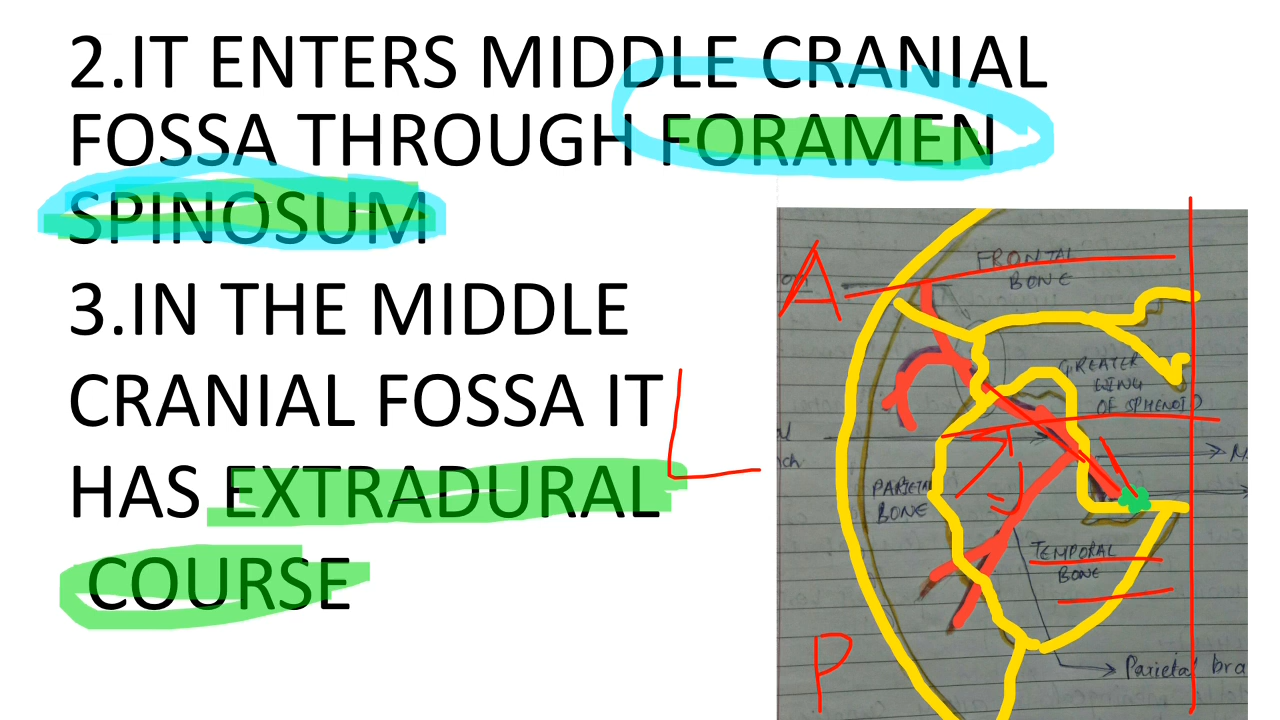 2.IT ENTERS MIDDLE CRANIAL
FOSSA THROUGH FORAMEN
SPINOSUM
3.IN THE MIDDLE
CRANIAL FOSSA IT
HAS EXTRADURAL
COURSE
A
FRONTAL
BONE
GREATER
WING
OF SPHENOID
PARIETAL
BONE
TEMPORAL
BONE
P
Parietal bra